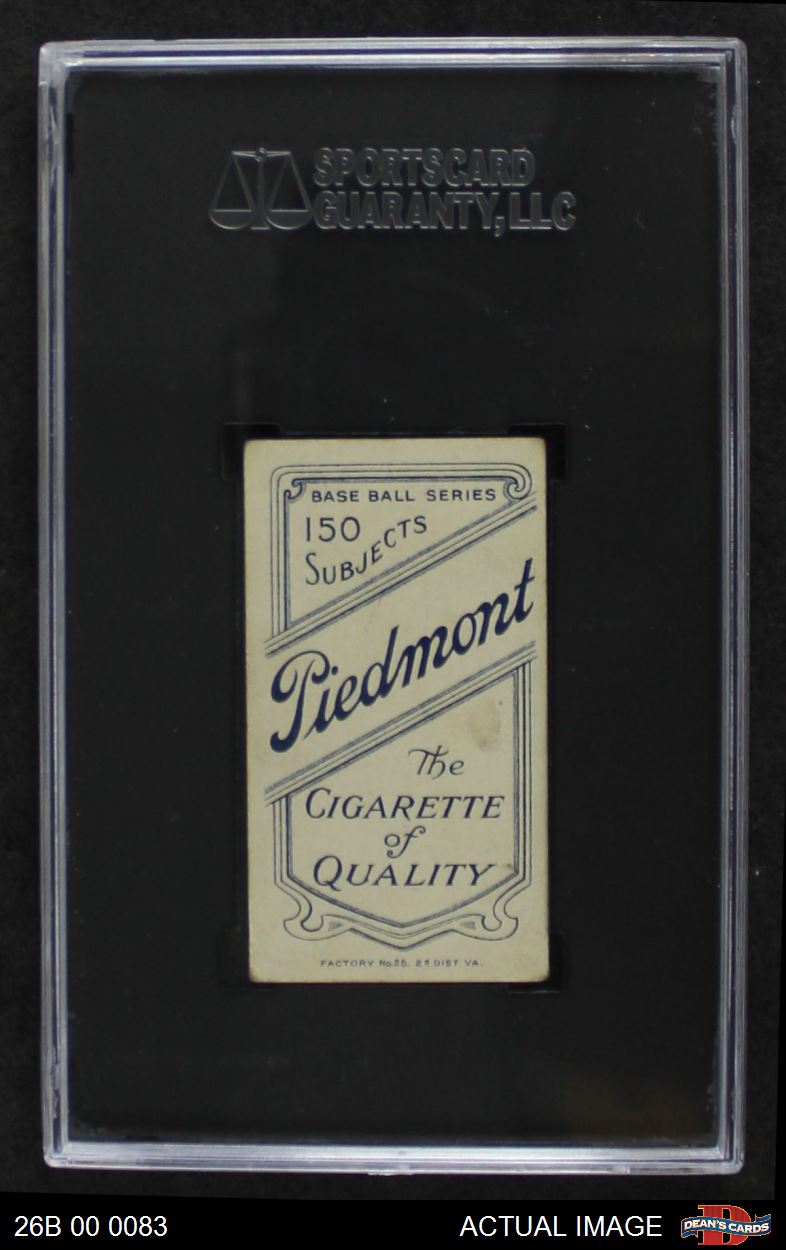 SPORTSCARD
GUARANTY, LLC
BASE BALL SERIES
150
SUBJECTS
Piedmont
The
CIGARETTE
of
QUALITY
FACTORY No.25. 2D DIST. VA.
26B 00 0083
ACTUAL IMAGE
DEAN'S CARDS